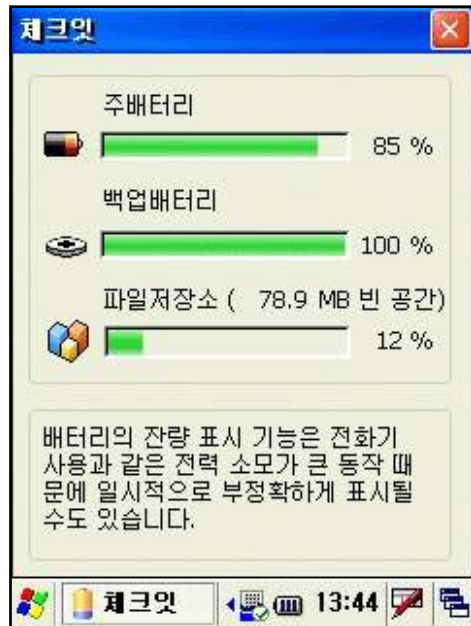 체크잇
주배터리
85 %
백업배터리
100 %
파일저장소 ( 78.9 MB 빈 공간)
12 %
배터리의 잔량 표시 기능은 전화기
사용과 같은 전력 소모가 큰 동작 때
문에 일시적으로 부정확하게 표시될
수도 있습니다.
체크잇 13:44